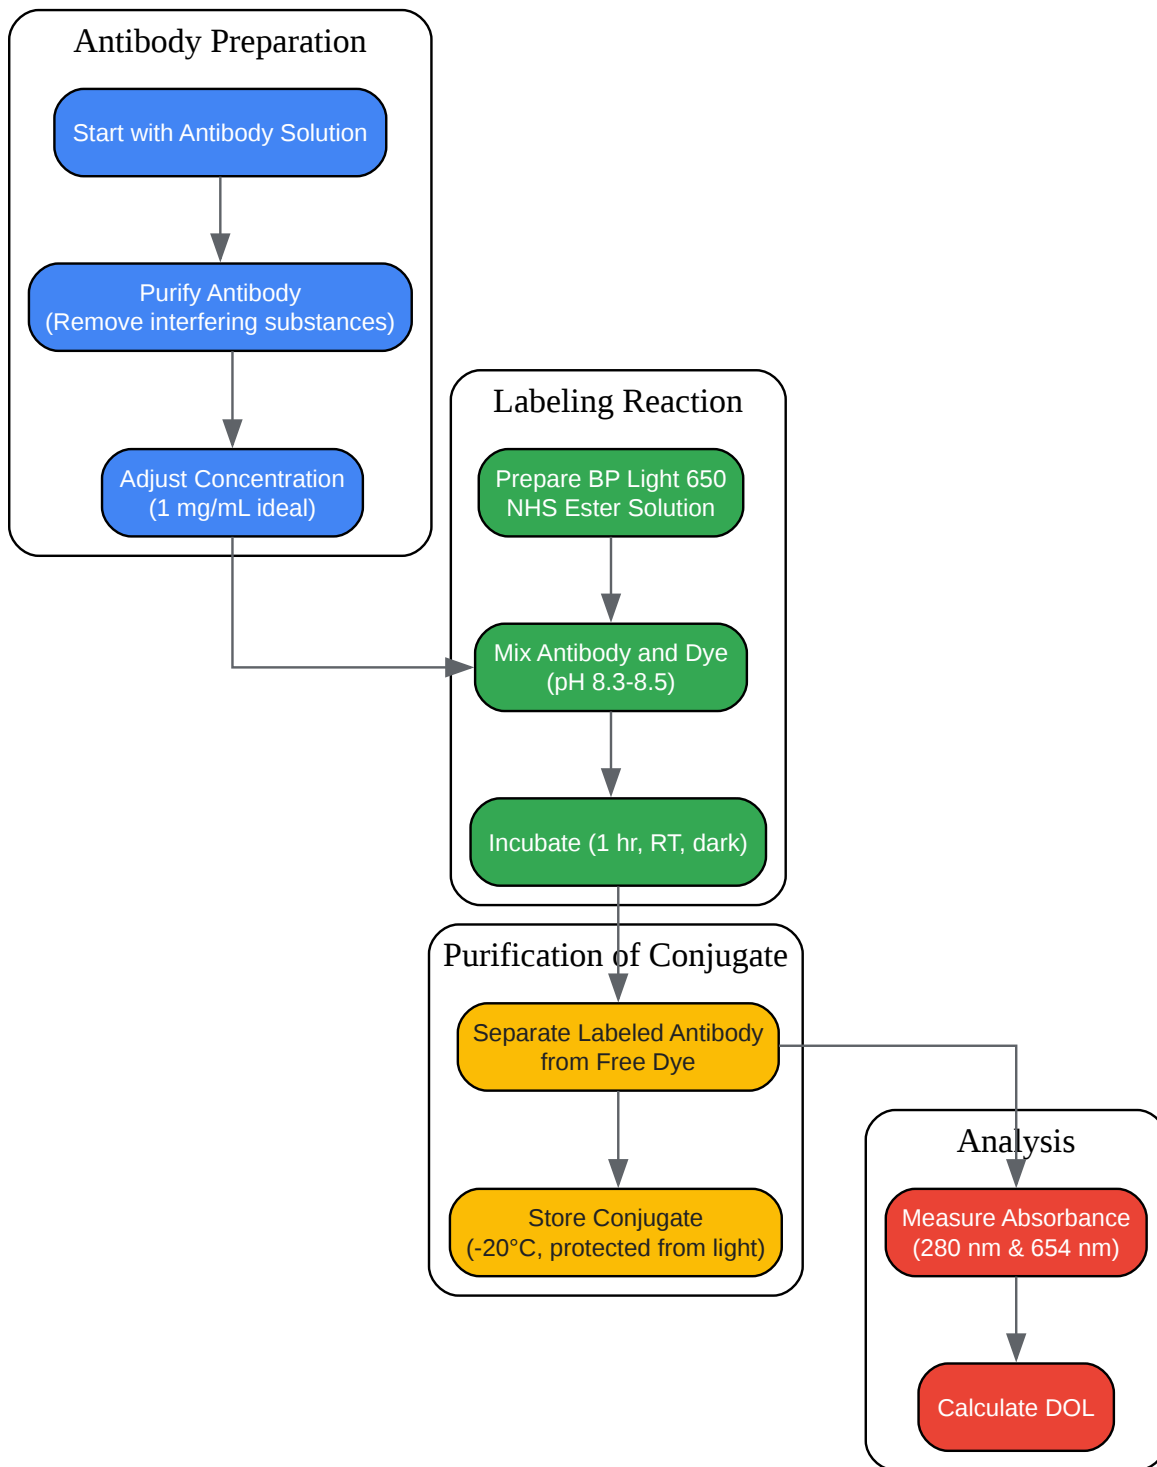 Antibody Preparation
Start with Antibody Solution
Purify Antibody
(Remove interfering substances)
Adjust Concentration
(1 mg/mL ideal)
Labeling Reaction
Prepare BP Light 650
NHS Ester Solution
Mix Antibody and Dye
(pH 8.3-8.5)
Incubate (1 hr, RT, dark)
Purification of Conjugate
Separate Labeled Antibody
from Free Dye
Store Conjugate
(-20°C, protected from light)
Analysis
Measure Absorbance
(280 nm & 654 nm)
Calculate DOL